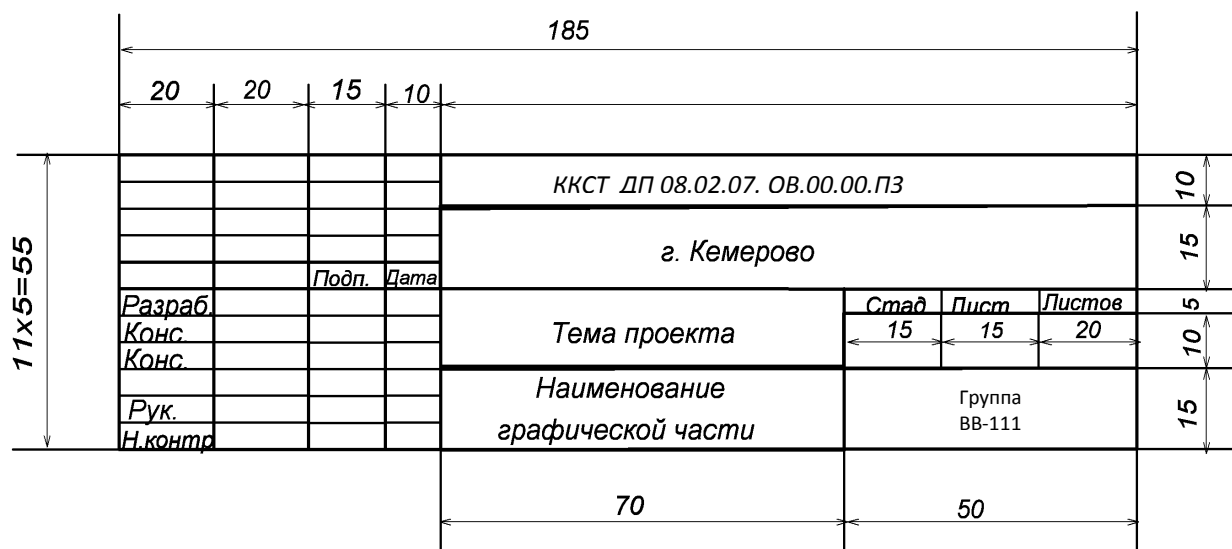 185
20 20 15 10
ККСТ ДП 08.02.07. ОВ.00.00.ПЗ
10
г. Кемерово
15
11х5=55
Подп. Дата
Разраб. Стад Лист Листов 5
Конс. Тема проекта 15 15 20 10
Конс.
Наименование
графической части
Группа
ВВ-111
15
Рук.
Н.контр
70 50